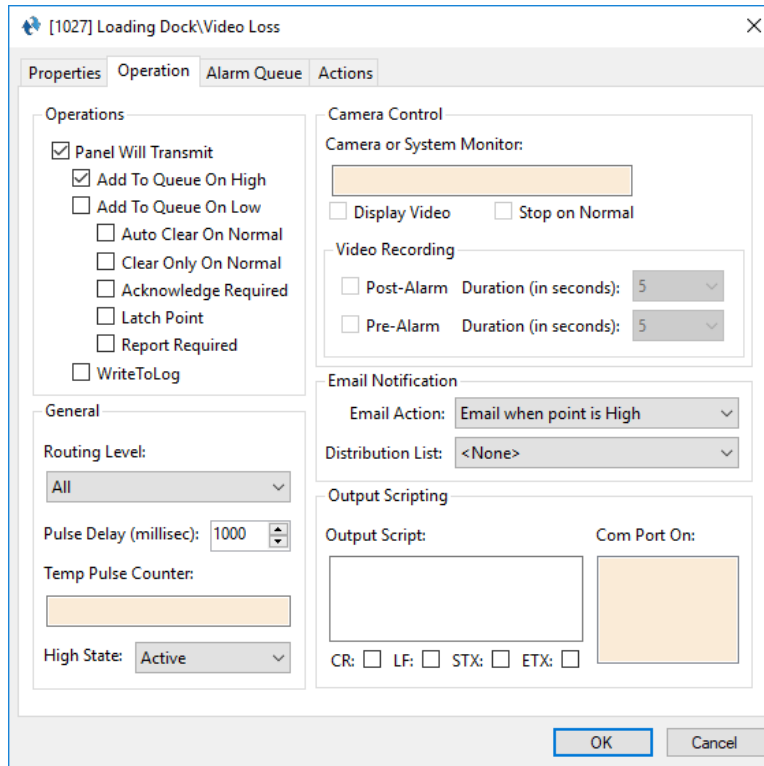 [1027] Loading Dock\Video Loss
Properties Operation Alarm Queue Actions
Operations
Panel Will Transmit
Add To Queue On High
Add To Queue On Low
Auto Clear On Normal
Clear Only On Normal
Acknowledge Required
Latch Point
Report Required
WriteToLog
General
Routing Level:
All
Pulse Delay (millisec): 1000
Temp Pulse Counter:
High State: Active
Camera Control
Camera or System Monitor:
Display Video Stop on Normal
Video Recording
Post-Alarm Duration (in seconds): 5
Pre-Alarm Duration (in seconds): 5
Email Notification
Email Action: Email when point is High
Distribution List: <None>
Output Scripting
Output Script: Com Port On:
CR: LF: STX: ETX:
OK Cancel